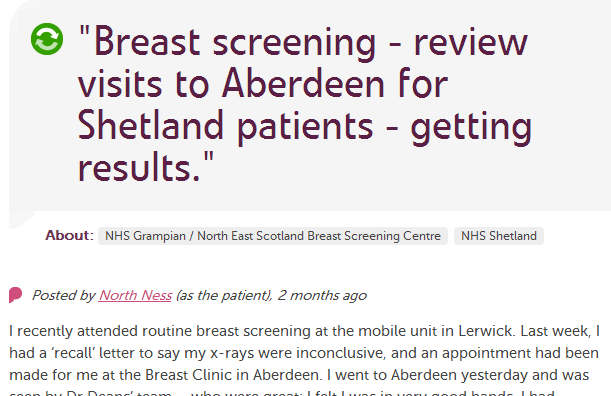 "Breast screening - review
visits to Aberdeen for
Shetland patients - getting
results."
About: NHS Grampian / North East Scotland Breast Screening Centre NHS Shetland
Posted by North Ness (as the patient), 2 months ago
I recently attended routine breast screening at the mobile unit in Lerwick. Last week, I
had a ‘recall’ letter to say my x-rays were inconclusive, and an appointment had been
made for me at the Breast Clinic in Aberdeen. I went to Aberdeen yesterday and was
seen by Dr Deans’ team – who were great; I felt I was in very good hands. I had